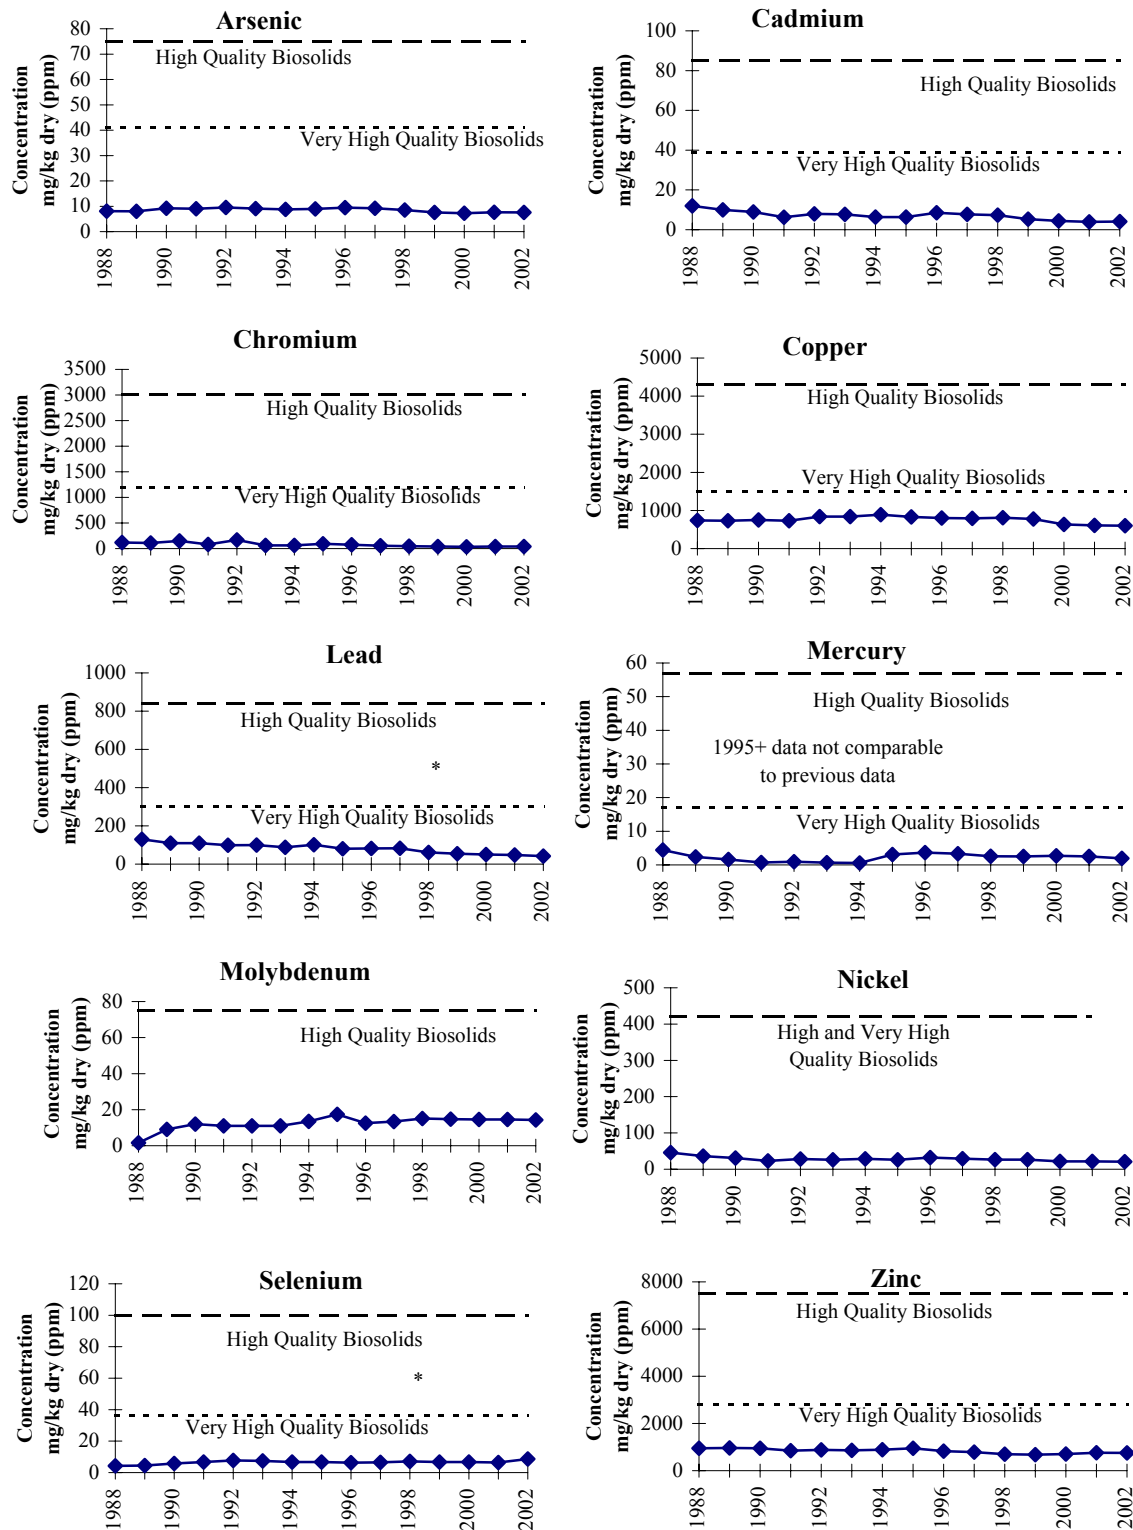 Arsenic
Concentration
mg/kg dry (ppm)
80
70
60
50
40
30
20
10
0
High Quality Biosolids
Very High Quality Biosolids
1988
1990
1992
1994
1996
1998
2000
2002
Cadmium
Concentration
mg/kg dry (ppm)
100
80
60
40
20
0
High Quality Biosolids
Very High Quality Biosolids
1988
1990
1992
1994
1996
1998
2000
2002
Chromium
Concentration
mg/kg dry (ppm)
3500
3000
2500
2000
1500
1000
500
0
High Quality Biosolids
Very High Quality Biosolids
1988
1990
1992
1994
1996
1998
2000
2002
Copper
Concentration
mg/kg dry (ppm)
5000
4000
3000
2000
1000
0
High Quality Biosolids
Very High Quality Biosolids
1988
1990
1992
1994
1996
1998
2000
2002
Lead
Concentration
mg/kg dry (ppm)
1000
800
600
400
200
0
High Quality Biosolids
*
Very High Quality Biosolids
1988
1990
1992
1994
1996
1998
2000
2002
Mercury
Concentration
mg/kg dry (ppm)
60
50
40
30
20
10
0
High Quality Biosolids
1995+ data not comparable
to previous data
Very High Quality Biosolids
1988
1990
1992
1994
1996
1998
2000
2002
Molybdenum
Concentration
mg/kg dry (ppm)
80
60
40
20
0
High Quality Biosolids
1988
1990
1992
1994
1996
1998
2000
2002
Nickel
Concentration
mg/kg dry (ppm)
500
400
300
200
100
0
High and Very High
Quality Biosolids
1988
1990
1992
1994
1996
1998
2000
2002
Selenium
Concentration
mg/kg dry (ppm)
120
100
80
60
40
20
0
High Quality Biosolids
*
Very High Quality Biosolids
1988
1990
1992
1994
1996
1998
2000
2002
Zinc
Concentration
mg/kg dry (ppm)
8000
6000
4000
2000
0
High Quality Biosolids
Very High Quality Biosolids
1988
1990
1992
1994
1996
1998
2000
2002